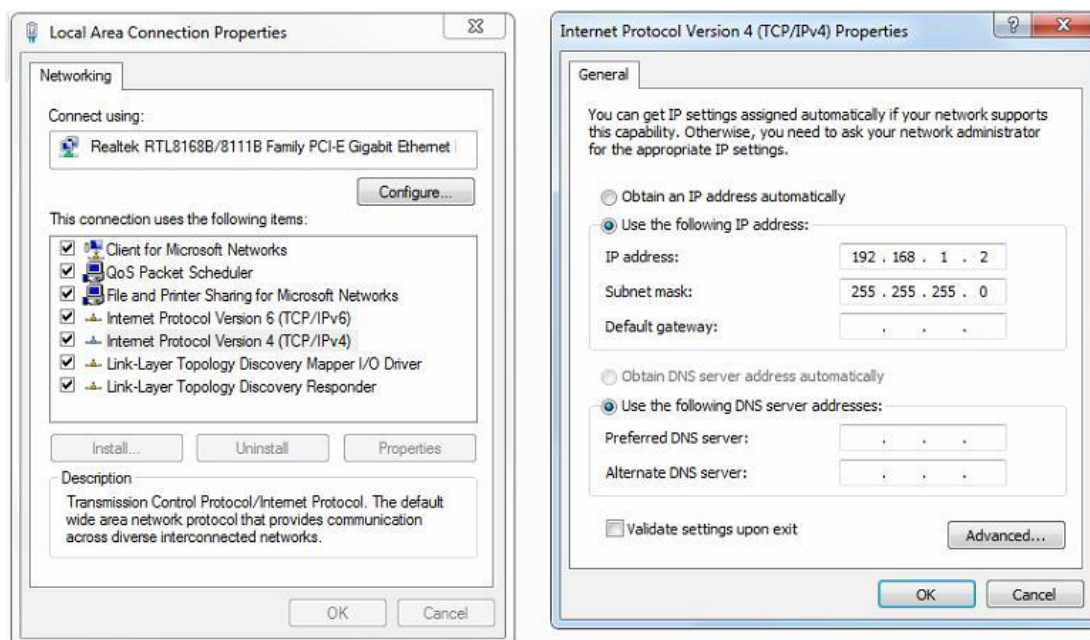 Local Area Connection Properties
Networking
Connect using:
Realtek RTL8168B/8111B Family PCI-E Gigabit Ethernet
Configure...
This connection uses the following items:
Client for Microsoft Networks
QoS Packet Scheduler
File and Printer Sharing for Microsoft Networks
Internet Protocol Version 6 (TCP/IPv6)
Internet Protocol Version 4 (TCP/IPv4)
Link-Layer Topology Discovery Mapper I/O Driver
Link-Layer Topology Discovery Responder
Install...
Uninstall
Properties
Description
Transmission Control Protocol/Internet Protocol. The default
wide area network protocol that provides communication
across diverse interconnected networks.
OK
Cancel
Internet Protocol Version 4 (TCP/IPv4) Properties
General
You can get IP settings assigned automatically if your network supports
this capability. Otherwise, you need to ask your network administrator
for the appropriate IP settings.
Obtain an IP address automatically
Use the following IP address:
IP address: 192 . 168 . 1 . 2
Subnet mask: 255 . 255 . 255 . 0
Default gateway: . . .
Obtain DNS server address automatically
Use the following DNS server addresses:
Preferred DNS server: . . .
Alternate DNS server: . . .
Validate settings upon exit
Advanced...
OK
Cancel